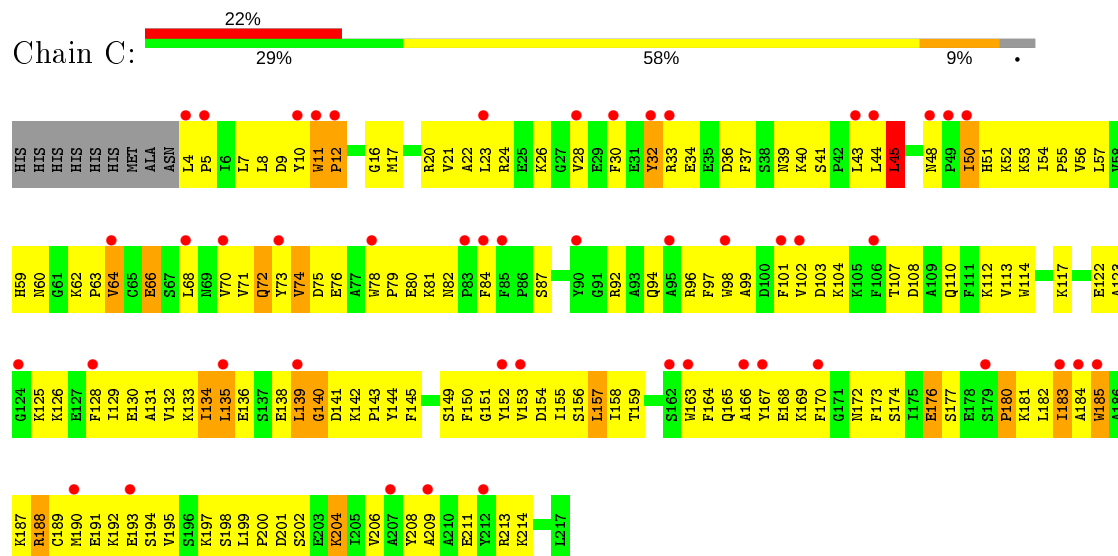 22%
Chain C:
29% 58% 9% •
HIS HIS HIS HIS HIS HIS MET ALA ASN L4 P5 I6 L7 L8 D9 Y10 W11 P12 G16 M17 R20 V21 A22 L23 R24 E25 K26 G27 V28 E29 F30 E31 Y32 R33 E34 E35 D36 F37 S38 N39 K40 S41 P42 L43 L44 L45 N48 P49 I50 H51 K52 K53 I54 P55 V56 L57 V58
H59 N60 G61 K62 P63 V64 C65 E66 S67 L68 N69 V70 V71 Q72 Y73 V74 D75 E76 A77 W78 P79 E80 K81 N82 P83 F84 F85 P86 S87 Y90 G91 R92 A93 Q94 A95 R96 F97 W98 A99 D100 F101 V102 D103 K104 K105 F106 T107 D108 A109 Q110 F111 K112 V113 W114 K117 E122 A123
G124 K125 K126 E127 F128 I129 E130 A131 V132 K133 I134 L135 E136 S137 E138 L139 G140 D141 K142 P143 Y144 F145 S149 F150 G151 Y152 V153 D154 I155 S156 L157 I158 T159 S162 W163 F164 Q165 A166 Y167 E168 K169 F170 G171 N172 F173 S174 I175 E176 S177 E178 S179 P180 K181 L182 I183 A184 W185 A186
K187 R188 C189 M190 E191 K192 E193 S194 V195 S196 K197 S198 L199 P200 D201 S202 E203 K204 I205 V206 A207 Y208 A209 A210 E211 Y212 R213 K214 L217